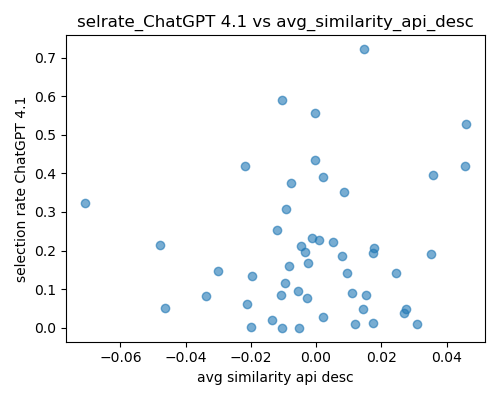 selrate_ChatGPT 4.1 vs avg_similarity_api_desc
selection rate ChatGPT 4.1
0.7
0.6
0.5
0.4
0.3
0.2
0.1
0.0
−0.06 −0.04 −0.02 0.00 0.02 0.04
avg similarity api desc